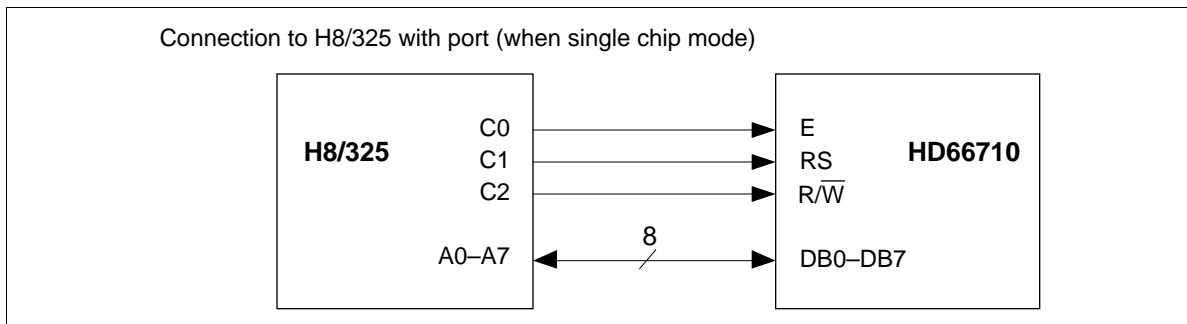 Connection to H8/325 with port (when single chip mode)
C0 E
H8/325 C1 RS HD66710
C2 R/W̅
8
A0–A7 DB0–DB7